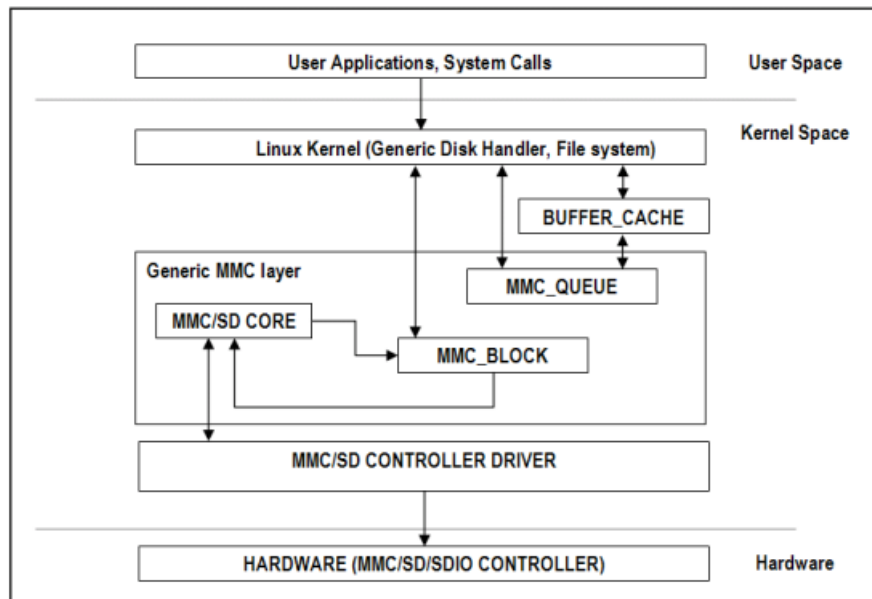 User Applications, System Calls
User Space
Kernel Space
Linux Kernel (Generic Disk Handler, File system)
BUFFER_CACHE
Generic MMC layer
MMC_QUEUE
MMC/SD CORE
MMC_BLOCK
MMC/SD CONTROLLER DRIVER
HARDWARE (MMC/SD/SDIO CONTROLLER)
Hardware